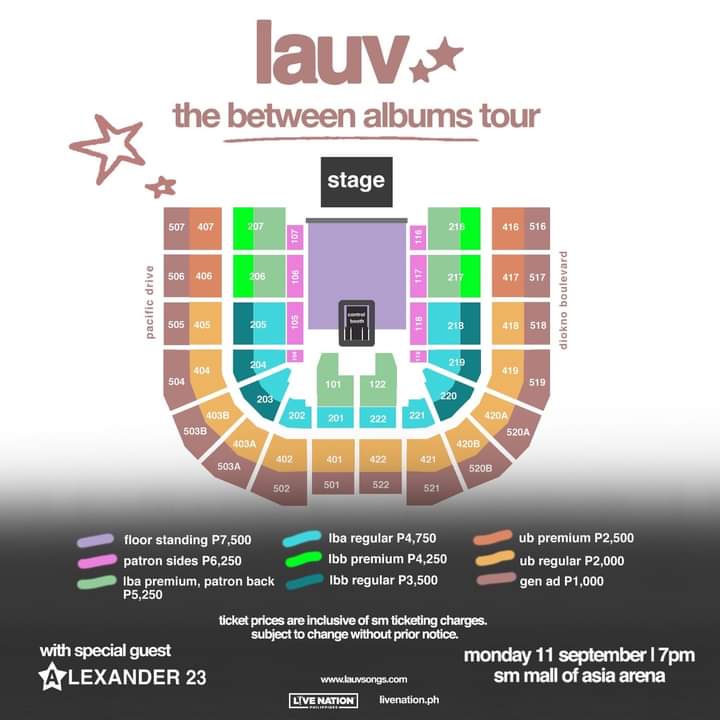 lauv
the between albums tour
stage
507 407 207 107 116 216 416 516
506 406 206 106 117 217 417 517
505 405 205 105 control booth 118 218 418 518
504 404 204 219 419 519
203 101 122 220
403B 202 201 222 221 420A
503B 403A 402 401 422 421 420B 520A
503A 502 501 522 521 520B
pacific drive
diokno boulevard
floor standing P7,500
patron sides P6,250
lba premium, patron back
P5,250
lba regular P4,750
lbb premium P4,250
lbb regular P3,500
ub premium P2,500
ub regular P2,000
gen ad P1,000
ticket prices are inclusive of sm ticketing charges.
subject to change without prior notice.
with special guest
ALEXANDER 23
monday 11 september | 7pm
sm mall of asia arena
www.lauvsongs.com
LIVE NATION
PHILIPPINES
livenation.ph